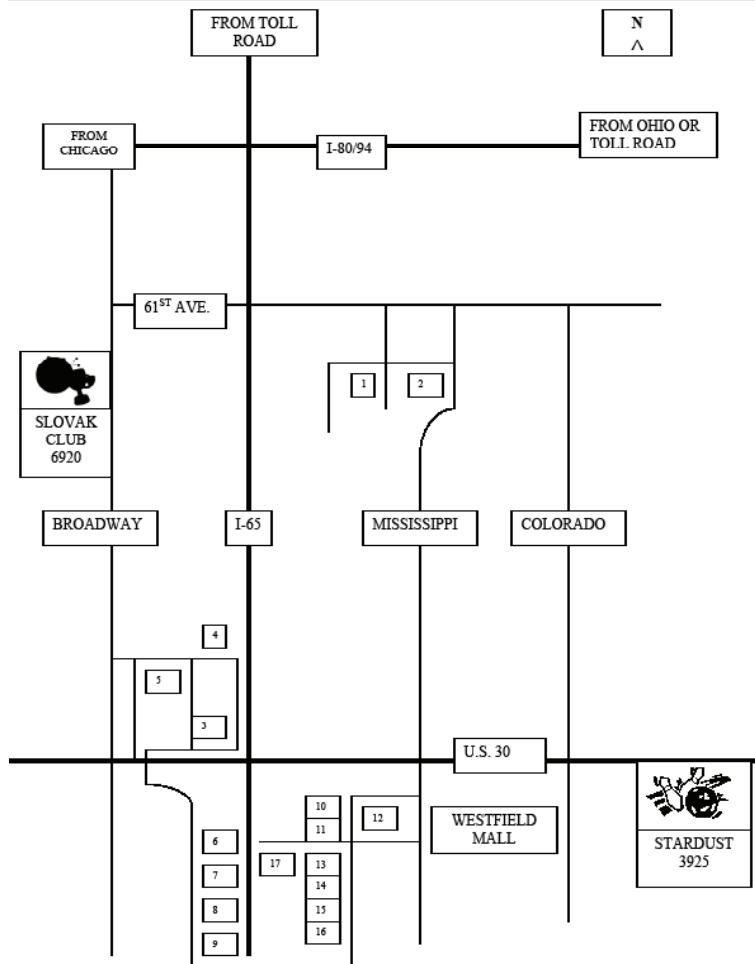 FROM TOLL
ROAD
N
^
FROM
CHICAGO
I-80/94
FROM OHIO OR
TOLL ROAD
61ST AVE.
1
2
SLOVAK
CLUB
6920
BROADWAY
I-65
MISSISSIPPI
COLORADO
4
5
3
U.S. 30
10
11
12
WESTFIELD
MALL
STARDUST
3925
6
7
8
9
17
13
14
15
16